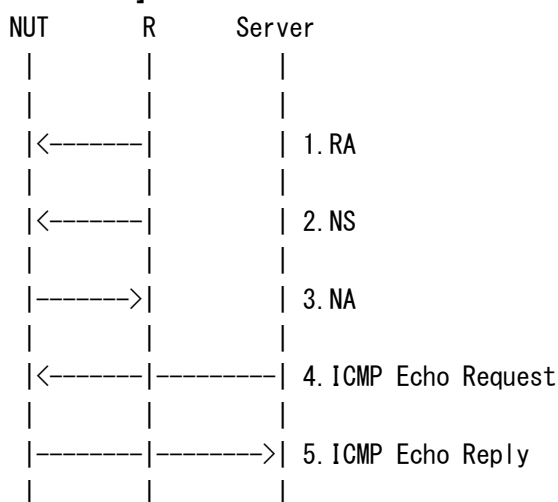 NUT R Server
1.RA
2.NS
3.NA
4.ICMP Echo Request
5.ICMP Echo Reply